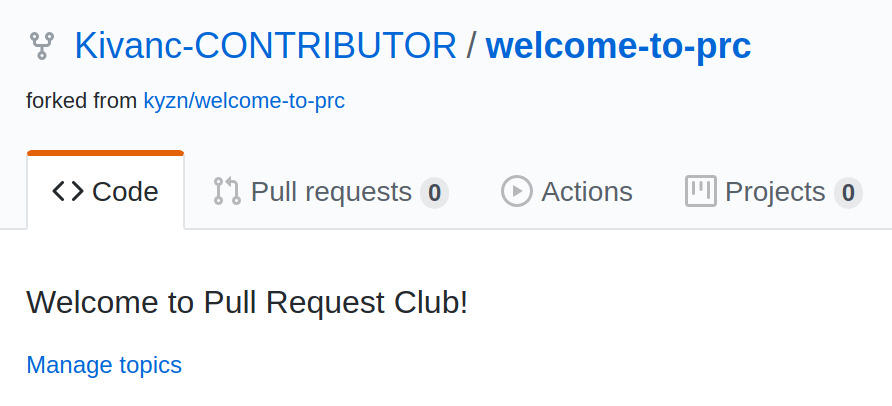 Kivanc-CONTRIBUTOR / welcome-to-prc
forked from kyzn/welcome-to-prc
Code Pull requests 0 Actions Projects 0
Welcome to Pull Request Club!
Manage topics